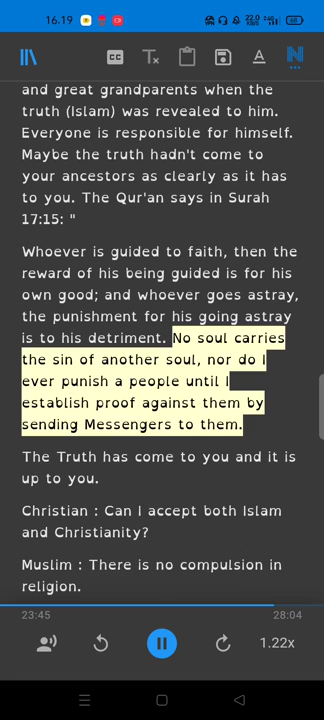 16.19
CC
and great grandparents when the
truth (Islam) was revealed to him.
Everyone is responsible for himself.
Maybe the truth hadn't come to
your ancestors as clearly as it has
to you. The Qur'an says in Surah
17:15: "
Whoever is guided to faith, then the
reward of his being guided is for his
own good; and whoever goes astray,
the punishment for his going astray
is to his detriment. No soul carries
the sin of another soul, nor do I
ever punish a people until I
establish proof against them by
sending Messengers to them.
The Truth has come to you and it is
up to you.
Christian : Can I accept both Islam
and Christianity?
Muslim : There is no compulsion in
religion.
23:45
28:04
1.22x